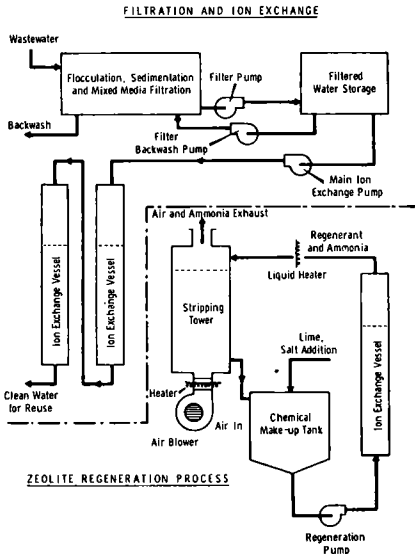 FILTRATION AND ION EXCHANGE
Wastewater
Flocculation, Sedimentation
and Mixed Media Filtration
Filter Pump
Filtered
Water Storage
Backwash
Filter
Backwash Pump
Main Ion
Exchange Pump
Air and Ammonia Exhaust
Ion Exchange Vessel
Ion Exchange Vessel
Stripping
Tower
Regenerant
and Ammonia
Liquid Heater
Ion Exchange Vessel
Lime,
Salt Addition
Clean Water
for Reuse
Heater
Air In
Air Blower
Chemical
Make-up Tank
ZEOLITE REGENERATION PROCESS
Regeneration
Pump